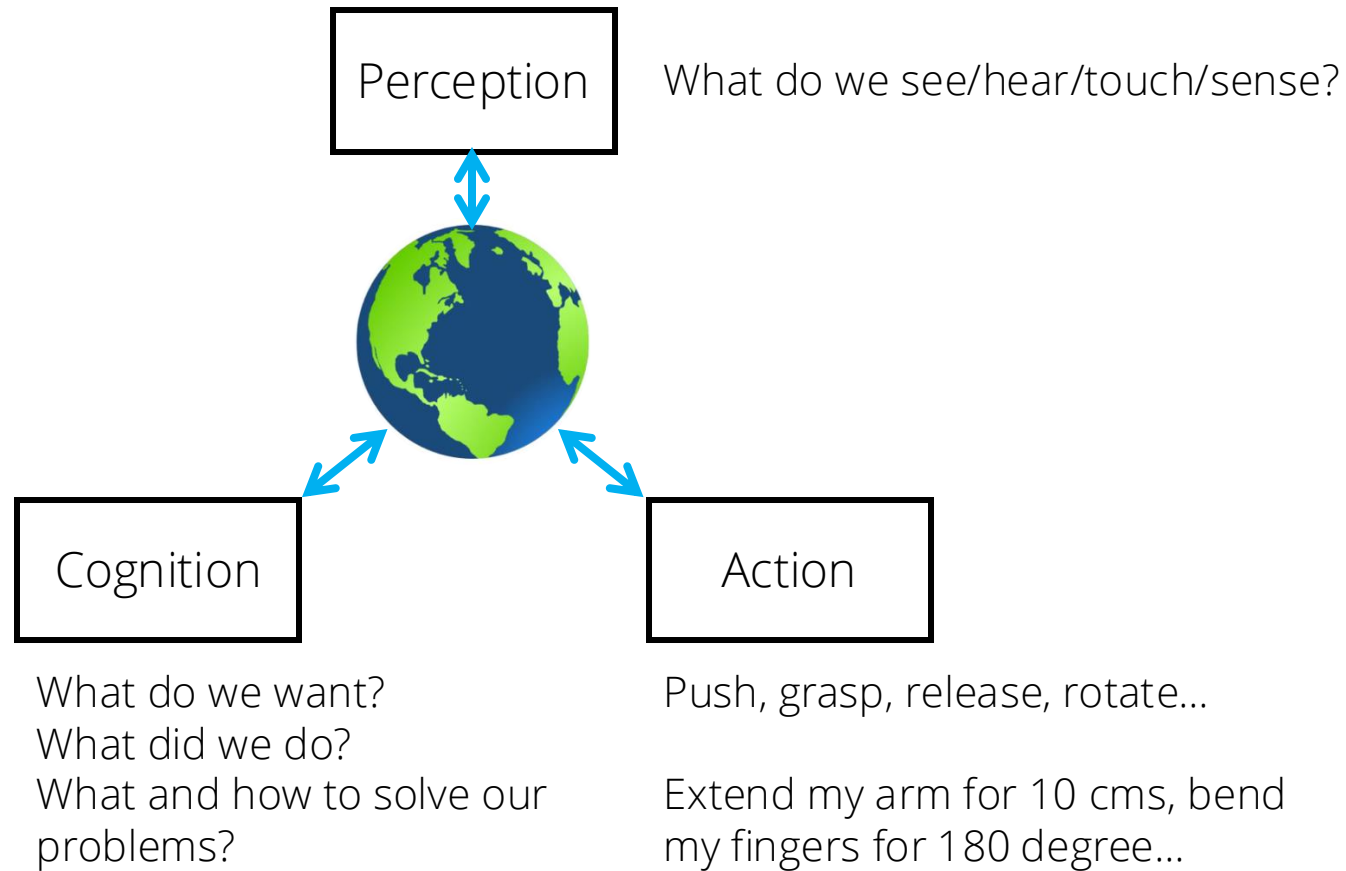 Perception
What do we see/hear/touch/sense?
Cognition
Action
What do we want?
What did we do?
What and how to solve our
problems?
Push, grasp, release, rotate...
Extend my arm for 10 cms, bend
my fingers for 180 degree...